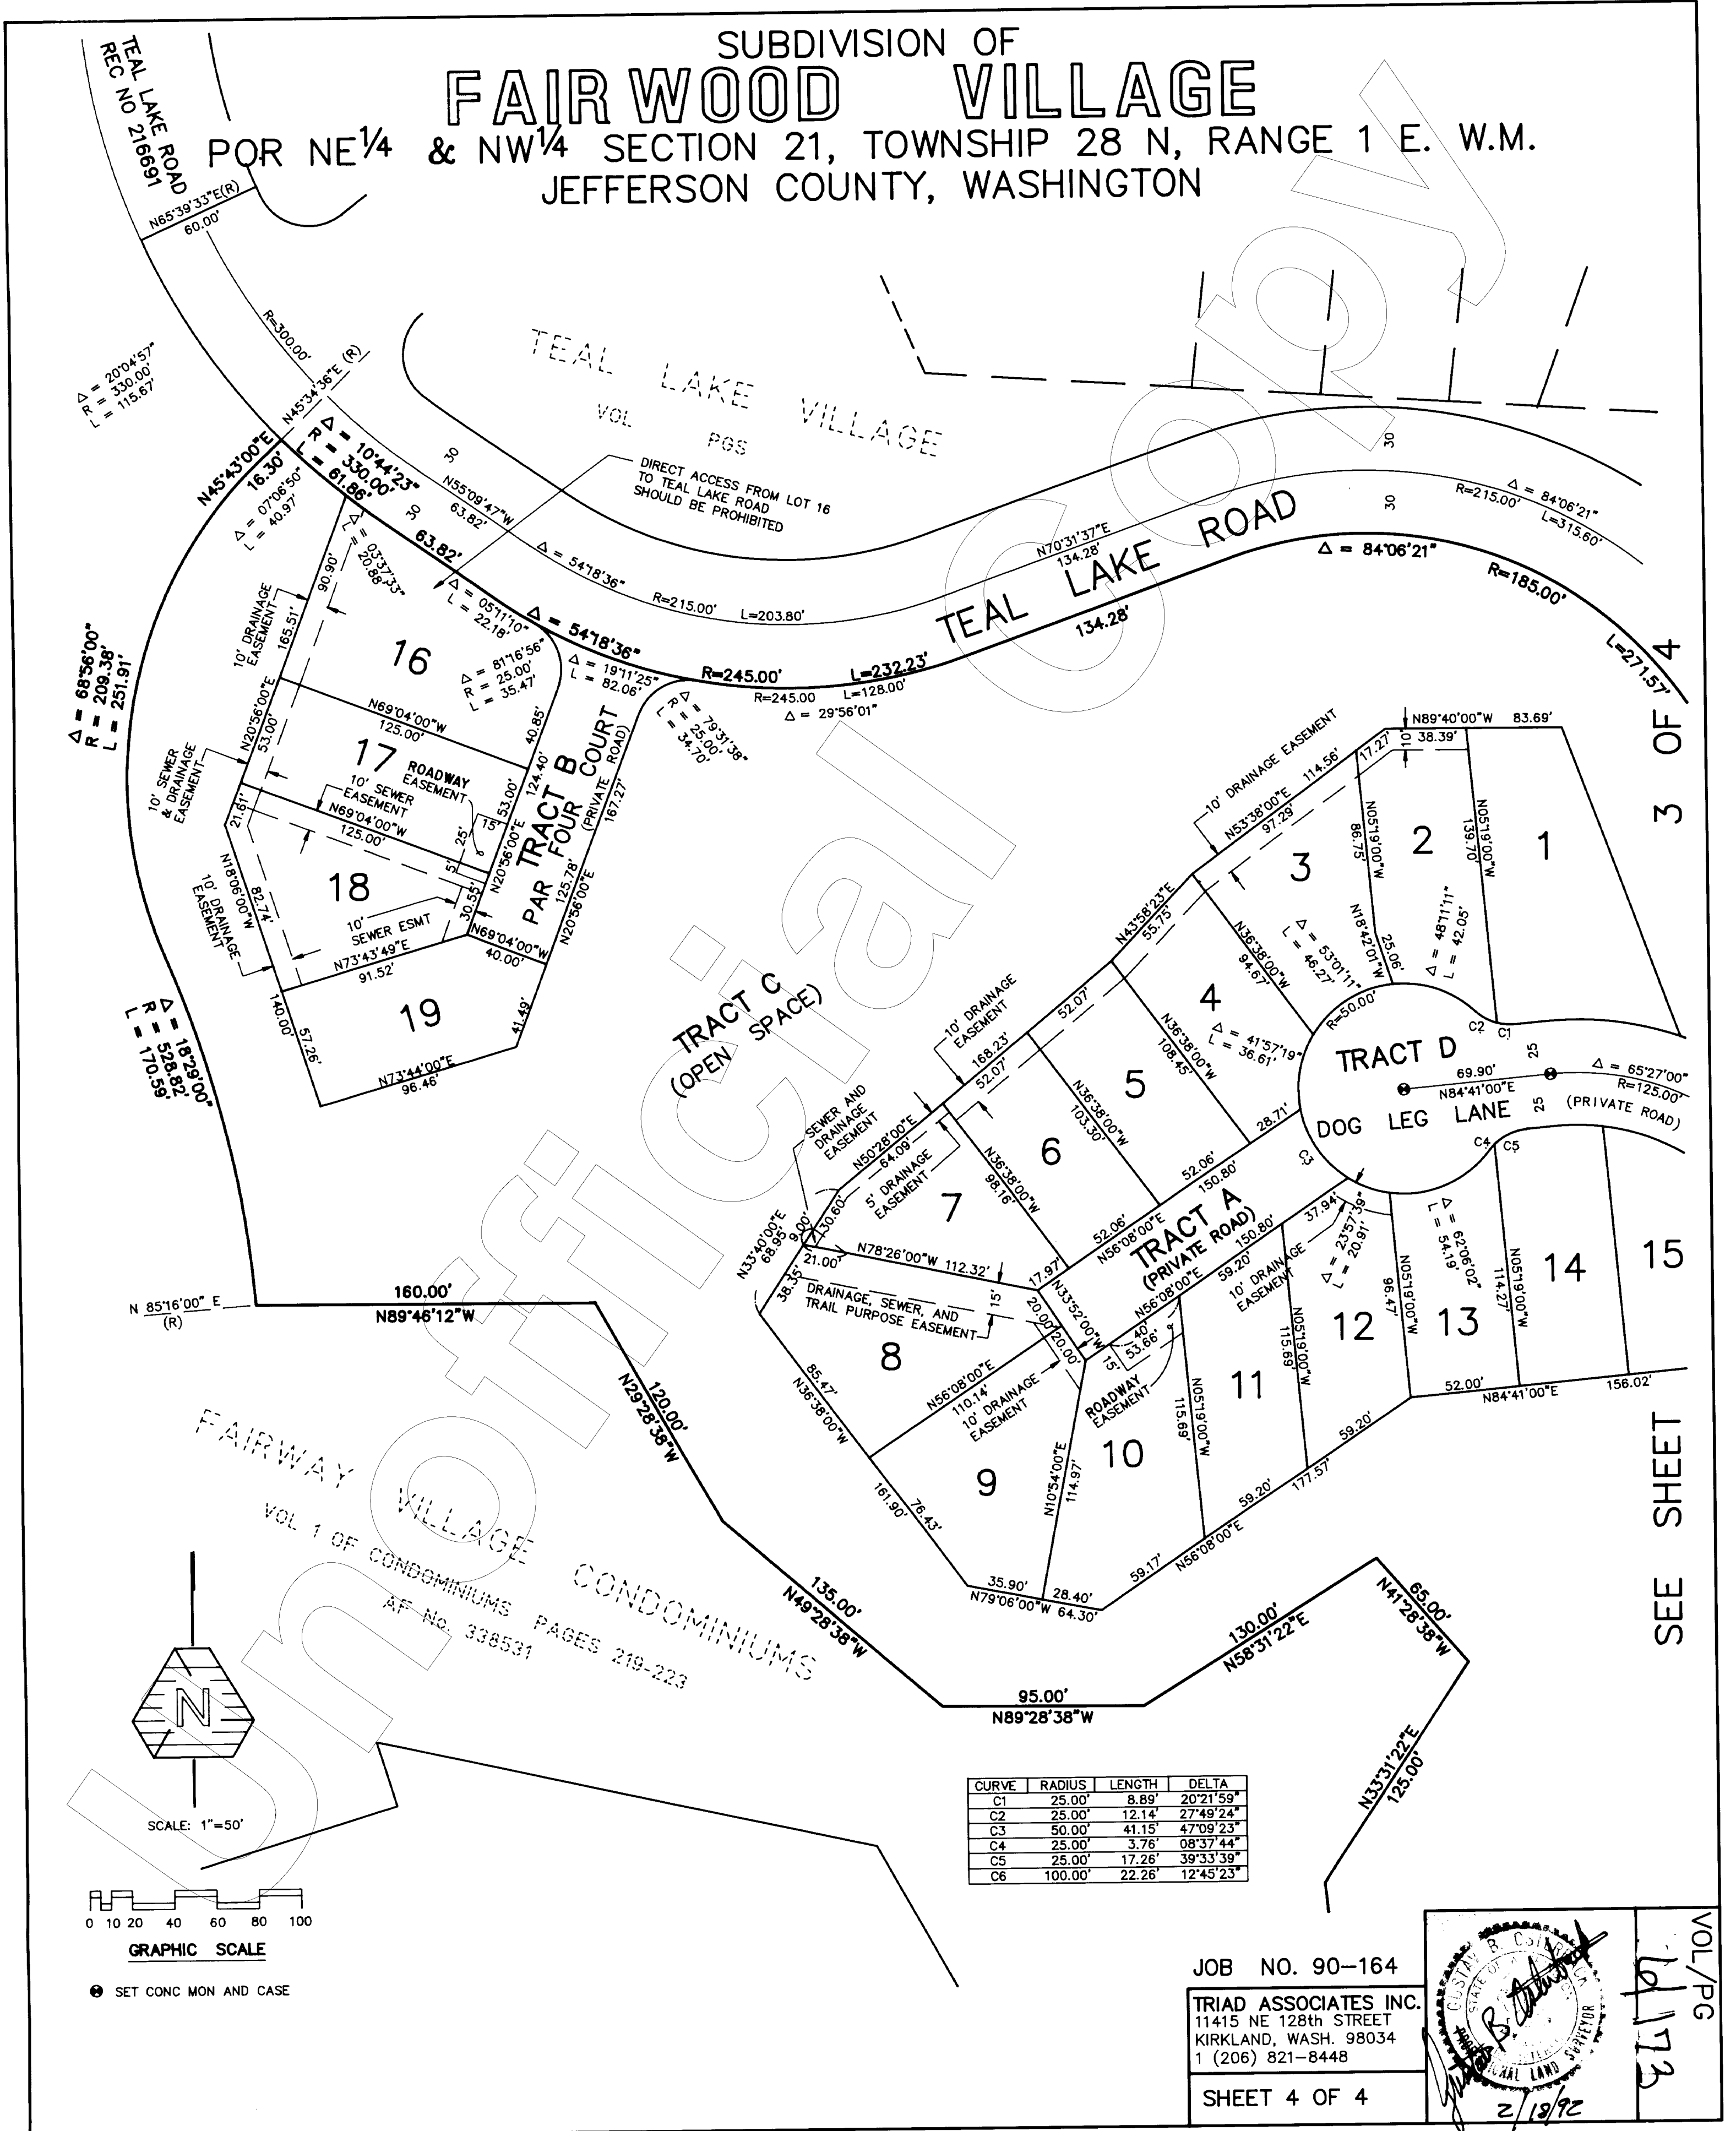 SUBDIVISION OF
FAIRWOOD VILLAGE
POR NE¼ & NW¼ SECTION 21, TOWNSHIP 28 N, RANGE 1 E. W.M.
JEFFERSON COUNTY, WASHINGTON
TEAL LAKE ROAD
REC NO 216691
N65°39'33"E(R)
60.00'
R=300.00'
Δ = 20°04'57"
R = 330.00'
L = 115.67'
N45°34'36"E (R)
N45°43'00"E
16.30'
Δ = 10°44'23"
R = 330.00'
L = 61.86'
Δ = 07°06'50"
L = 40.97'
Δ = 03°37'33"
L = 20.88'
30
30
N55°09'47"W
63.82'
63.82'
TEAL LAKE VILLAGE
VOL PGS
DIRECT ACCESS FROM LOT 16
TO TEAL LAKE ROAD
SHOULD BE PROHIBITED
Δ = 54°18'36"
R=215.00' L=203.80'
Δ = 05°11'10"
L = 22.18'
Δ = 54°18'36"
R=245.00' L=232.23'
R=245.00 L=128.00'
Δ = 29°56'01"
Δ = 81°16'56"
R = 25.00'
L = 35.47'
Δ = 19°11'25"
L = 82.06'
Δ = 79°31'38"
R = 25.00'
L = 34.70'
N70°31'37"E
134.28'
TEAL LAKE ROAD
134.28'
30
30
Δ = 84°06'21"
R=215.00'
L=315.60'
Δ = 84°06'21"
R=185.00'
L=271.57'
SEE SHEET 3 OF 4
Δ = 68°56'00"
R = 209.38'
L = 251.91'
10' DRAINAGE
EASEMENT
90.90'
165.51'
N20°56'00"E
53.00'
16
N69°04'00"W
125.00'
17
ROADWAY
EASEMENT
10' SEWER
EASEMENT
N69°04'00"W
125.00'
10' SEWER
& DRAINAGE
EASEMENT
21.61'
N18°06'00"W
82.74'
10' DRAINAGE
EASEMENT
18
10'
SEWER ESMT
5'
25'
15'
40.85'
124.40'
53.00'
N20°56'00"E
30.55'
TRACT B
PAR FOUR COURT
(PRIVATE ROAD)
167.27'
125.78'
N20°56'00"E
N69°04'00"W
40.00'
N73°43'49"E
91.52'
19
140.00'
57.26'
41.49'
N73°44'00"E
96.46'
Δ = 18°29'00"
R = 528.82'
L = 170.59'
TRACT C
(OPEN SPACE)
10' DRAINAGE EASEMENT
N89°40'00"W 83.69'
38.39'
10'
17.27'
114.56'
N53°38'00"E
97.29'
N05°19'00"W
86.75'
N05°19'00"W
139.70'
1
2
3
N18°42'01"W
25.06'
Δ = 48°11'11"
L = 42.05'
Δ = 53°01'11"
L = 46.27'
N43°58'23"E
55.75'
N36°38'00"W
94.67'
4
Δ = 41°57'19"
L = 36.61'
R=50.00'
C2
C1
TRACT D
25
69.90'
N84°41'00"E
Δ = 65°27'00"
R=125.00'
DOG LEG LANE
25
(PRIVATE ROAD)
C4
C5
C3
10' DRAINAGE
EASEMENT
168.23'
52.07'
52.07'
N36°38'00"W
108.45'
5
28.71'
N36°38'00"W
103.30'
6
52.06'
150.80'
52.06'
N56°08'00"E
N36°38'00"W
98.16'
SEWER AND
DRAINAGE
EASEMENT
N50°28'00"E
64.09'
5' DRAINAGE
EASEMENT
7
30.60'
9.00'
N33°40'00"E
68.95'
38.35'
21.00'
N78°26'00"W 112.32'
DRAINAGE, SEWER, AND
TRAIL PURPOSE EASEMENT
15'
17.97'
TRACT A
(PRIVATE ROAD)
N33°52'00"W
20.00'
20.00'
37.94'
150.80'
59.20'
N56°08'00"E
40'
53.66'
15'
10' DRAINAGE
EASEMENT
Δ = 23°57'39"
L = 20.91'
Δ = 62°06'02"
L = 54.19'
8
85.47'
N36°38'00"W
N56°08'00"E
110.14'
10' DRAINAGE
EASEMENT
ROADWAY
EASEMENT
N05°19'00"W
115.69'
N05°19'00"W
115.69'
N05°19'00"W
96.47'
N05°19'00"W
114.27'
9
10
11
12
13
14
15
N10°54'00"E
114.97'
161.90'
76.43'
35.90'
28.40'
N79°06'00"W 64.30'
59.17'
N56°08'00"E
59.20'
177.57'
59.20'
52.00'
N84°41'00"E
156.02'
N 85°16'00" E
(R)
160.00'
N89°46'12"W
120.00'
N29°28'38"W
135.00'
N49°28'38"W
95.00'
N89°28'38"W
130.00'
N58°31'22"E
65.00'
N41°28'38"W
N33°31'22"E
125.00'
FAIRWAY VILLAGE CONDOMINIUMS
VOL 1 OF CONDOMINIUMS PAGES 219-223
AF No. 338531
N
SCALE: 1"=50'
0 10 20 40 60 80 100
GRAPHIC SCALE
SET CONC MON AND CASE
CURVE RADIUS LENGTH DELTA
C1 25.00' 8.89' 20°21'59"
C2 25.00' 12.14' 27°49'24"
C3 50.00' 41.15' 47°09'23"
C4 25.00' 3.76' 08°37'44"
C5 25.00' 17.26' 39°33'39"
C6 100.00' 22.26' 12°45'23"
JOB NO. 90-164
TRIAD ASSOCIATES INC.
11415 NE 128th STREET
KIRKLAND, WASH. 98034
1 (206) 821-8448
SHEET 4 OF 4
LAND SURVEYOR
2/18/92
VOL/PG
6/173
Unofficial Copy